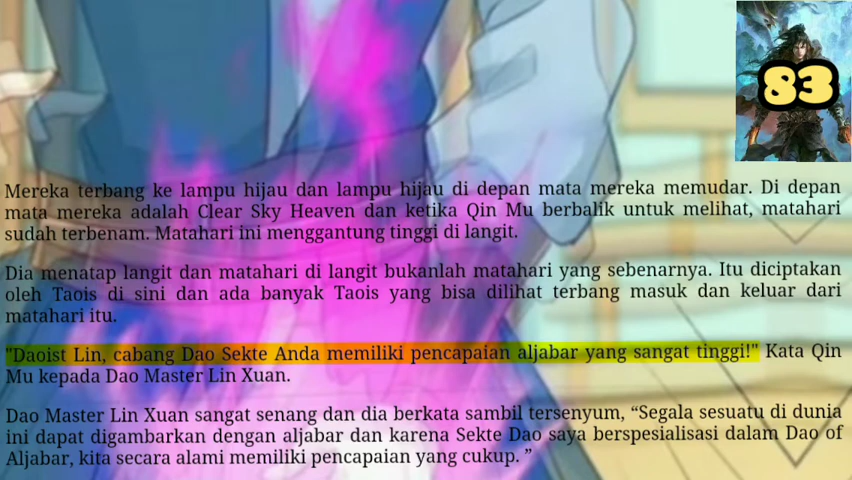 83
Mereka terbang ke lampu hijau dan lampu hijau di depan mata mereka memudar. Di depan
mata mereka adalah Clear Sky Heaven dan ketika Qin Mu berbalik untuk melihat, matahari
sudah terbenam. Matahari ini menggantung tinggi di langit.
Dia menatap langit dan matahari di langit bukanlah matahari yang sebenarnya. Itu diciptakan
oleh Taois di sini dan ada banyak Taois yang bisa dilihat terbang masuk dan keluar dari
matahari itu.
"Daoist Lin, cabang Dao Sekte Anda memiliki pencapaian aljabar yang sangat tinggi!" Kata Qin
Mu kepada Dao Master Lin Xuan.
Dao Master Lin Xuan sangat senang dan dia berkata sambil tersenyum, “Segala sesuatu di dunia
ini dapat digambarkan dengan aljabar dan karena Sekte Dao saya berspesialisasi dalam Dao of
Aljabar, kita secara alami memiliki pencapaian yang cukup. ”